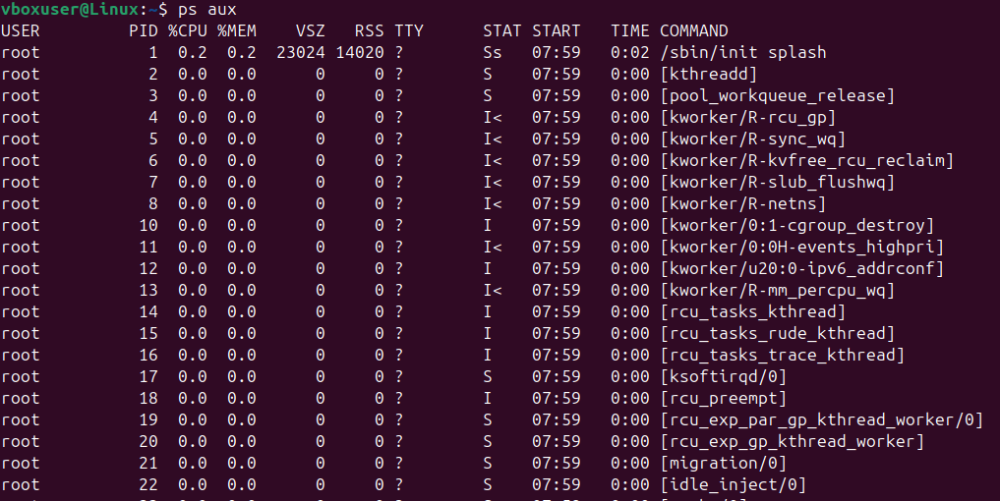 vboxuser@Linux:~$ ps aux
USER PID %CPU %MEM VSZ RSS TTY STAT START TIME COMMAND
root 1 0.2 0.2 23024 14020 ? Ss 07:59 0:02 /sbin/init splash
root 2 0.0 0.0 0 0 ? S 07:59 0:00 [kthreadd]
root 3 0.0 0.0 0 0 ? S 07:59 0:00 [pool_workqueue_release]
root 4 0.0 0.0 0 0 ? I< 07:59 0:00 [kworker/R-rcu_gp]
root 5 0.0 0.0 0 0 ? I< 07:59 0:00 [kworker/R-sync_wq]
root 6 0.0 0.0 0 0 ? I< 07:59 0:00 [kworker/R-kvfree_rcu_reclaim]
root 7 0.0 0.0 0 0 ? I< 07:59 0:00 [kworker/R-slub_flushwq]
root 8 0.0 0.0 0 0 ? I< 07:59 0:00 [kworker/R-netns]
root 10 0.0 0.0 0 0 ? I 07:59 0:00 [kworker/0:1-cgroup_destroy]
root 11 0.0 0.0 0 0 ? I< 07:59 0:00 [kworker/0:0H-events_highpri]
root 12 0.0 0.0 0 0 ? I 07:59 0:00 [kworker/u20:0-ipv6_addrconf]
root 13 0.0 0.0 0 0 ? I< 07:59 0:00 [kworker/R-mm_percpu_wq]
root 14 0.0 0.0 0 0 ? I 07:59 0:00 [rcu_tasks_kthread]
root 15 0.0 0.0 0 0 ? I 07:59 0:00 [rcu_tasks_rude_kthread]
root 16 0.0 0.0 0 0 ? I 07:59 0:00 [rcu_tasks_trace_kthread]
root 17 0.0 0.0 0 0 ? S 07:59 0:00 [ksoftirqd/0]
root 18 0.0 0.0 0 0 ? I 07:59 0:00 [rcu_preempt]
root 19 0.0 0.0 0 0 ? S 07:59 0:00 [rcu_exp_par_gp_kthread_worker/0]
root 20 0.0 0.0 0 0 ? S 07:59 0:00 [rcu_exp_gp_kthread_worker]
root 21 0.0 0.0 0 0 ? S 07:59 0:00 [migration/0]
root 22 0.0 0.0 0 0 ? S 07:59 0:00 [idle_inject/0]